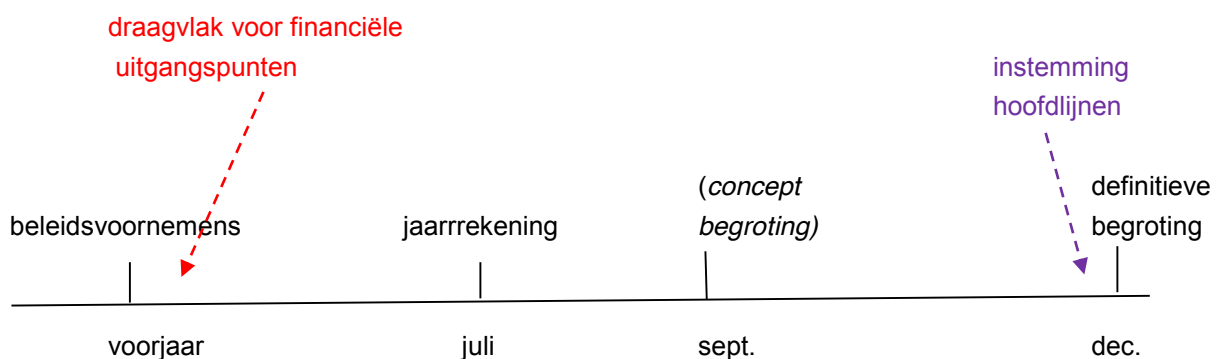 draagvlak voor financiële
uitgangspunten
instemming
hoofdlijnen
beleidsvoornemens
jaarrrekening
(concept
begroting)
definitieve
begroting
voorjaar
juli
sept.
dec.